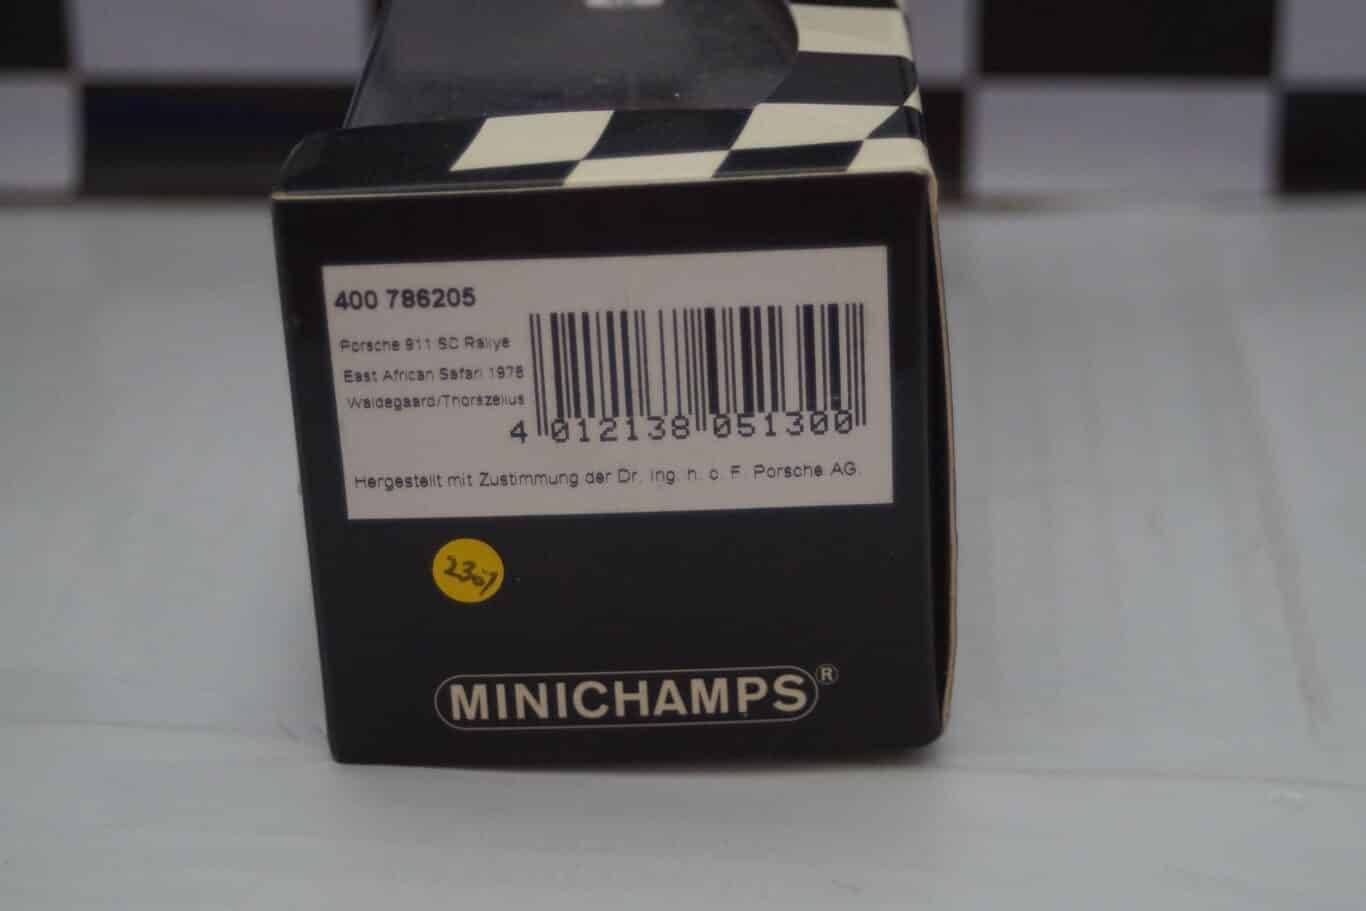 400 786205
Porsche 911 SC Rallye
East African Safari 1978
Waldegaard/Thorszelius
4 012138 051300
Hergestellt mit Zustimmung der Dr. Ing. h. c. F. Porsche AG.
MINICHAMPS®